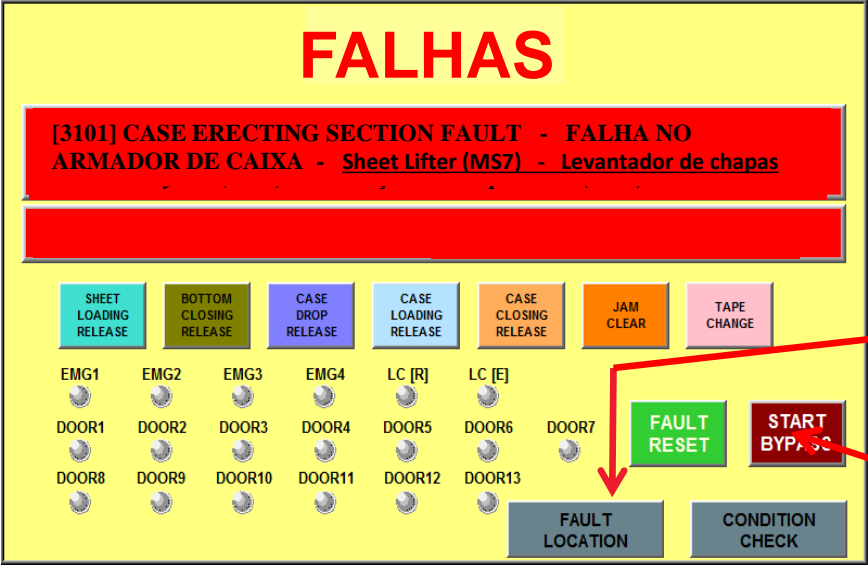 FALHAS
[3101] CASE ERECTING SECTION FAULT - FALHA NO
ARMADOR DE CAIXA - Sheet Lifter (MS7) - Levantador de chapas
SHEET LOADING RELEASE
BOTTOM CLOSING RELEASE
CASE DROP RELEASE
CASE LOADING RELEASE
CASE CLOSING RELEASE
JAM CLEAR
TAPE CHANGE
EMG1 EMG2 EMG3 EMG4 LC [R] LC [E]
DOOR1 DOOR2 DOOR3 DOOR4 DOOR5 DOOR6 DOOR7
FAULT RESET
START BYPASS
DOOR8 DOOR9 DOOR10 DOOR11 DOOR12 DOOR13
FAULT LOCATION
CONDITION CHECK